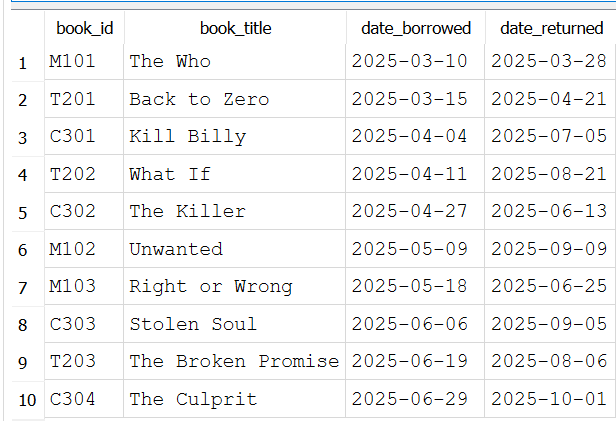 book_id book_title date_borrowed date_returned
1 M101 The Who 2025-03-10 2025-03-28
2 T201 Back to Zero 2025-03-15 2025-04-21
3 C301 Kill Billy 2025-04-04 2025-07-05
4 T202 What If 2025-04-11 2025-08-21
5 C302 The Killer 2025-04-27 2025-06-13
6 M102 Unwanted 2025-05-09 2025-09-09
7 M103 Right or Wrong 2025-05-18 2025-06-25
8 C303 Stolen Soul 2025-06-06 2025-09-05
9 T203 The Broken Promise 2025-06-19 2025-08-06
10 C304 The Culprit 2025-06-29 2025-10-01